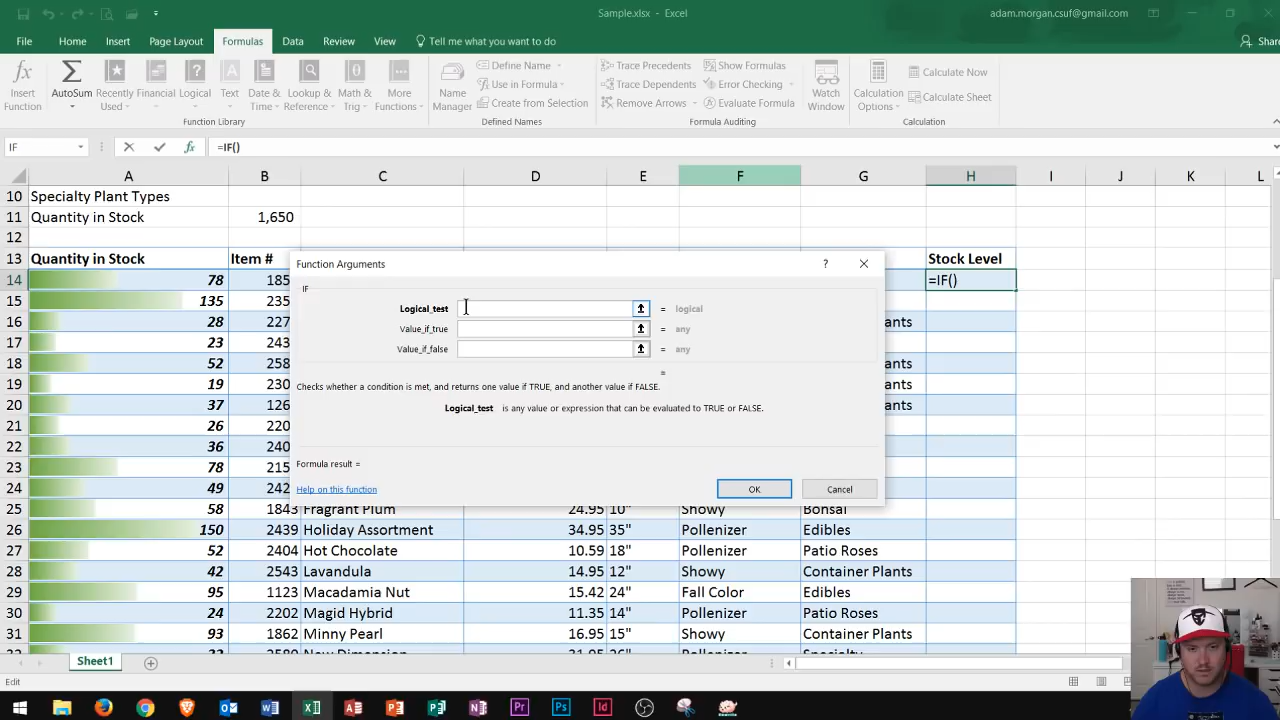 Sample.xlsx - Excel
adam.morgan.csuf@gmail.com
File Home Insert Page Layout Formulas Data Review View Tell me what you want to do
Insert Function
AutoSum
Recently Used
Financial
Logical
Text
Date & Time
Lookup & Reference
Math & Trig
More Functions
Function Library
Name Manager
Define Name
Use in Formula
Create from Selection
Defined Names
Trace Precedents
Trace Dependents
Remove Arrows
Show Formulas
Error Checking
Evaluate Formula
Formula Auditing
Watch Window
Calculation Options
Calculate Now
Calculate Sheet
Calculation
IF fx =IF()
A B C D E F G H I J K L
10 Specialty Plant Types
11 Quantity in Stock 1,650
12
13 Quantity in Stock Item # Stock Level
14 78 185 =IF()
15 135 235
16 28 227 ants
17 23 243
18 52 258 ants
19 19 230 ants
20 37 126 ants
21 26 220
22 36 240
23 78 215
24 49 242
25 58 1843 Fragrant Plum 24.95 10" Showy Bonsai
26 150 2439 Holiday Assortment 34.95 35" Pollenizer Edibles
27 52 2404 Hot Chocolate 10.59 18" Pollenizer Patio Roses
28 42 2543 Lavandula 14.95 12" Showy Container Plants
29 95 1123 Macadamia Nut 15.42 24" Fall Color Edibles
30 24 2202 Magid Hybrid 11.35 14" Pollenizer Patio Roses
31 93 1862 Minny Pearl 16.95 15" Showy Container Plants
Function Arguments
?
IF
Logical_test = logical
Value_if_true = any
Value_if_false = any
=
Checks whether a condition is met, and returns one value if TRUE, and another value if FALSE.
Logical_test is any value or expression that can be evaluated to TRUE or FALSE.
Formula result =
Help on this function
OK
Cancel
Sheet1
Edit